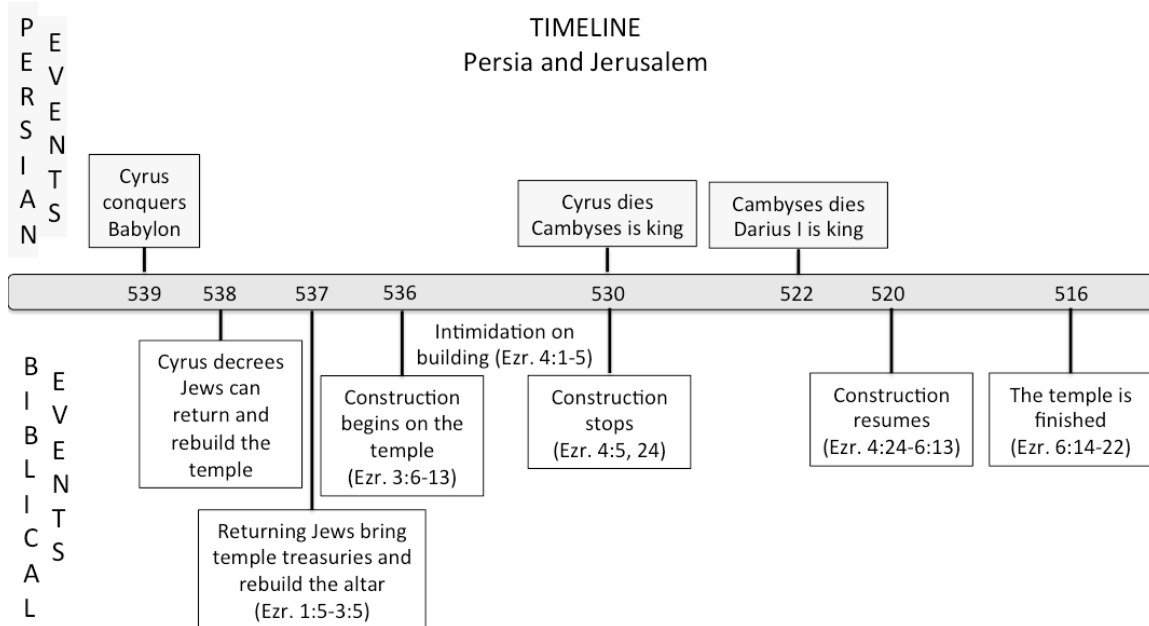 TIMELINE
Persia and Jerusalem
PERSIAN
EVENTS
Cyrus
conquers
Babylon
Cyrus dies
Cambyses is king
Cambyses dies
Darius I is king
539 538 537 536 530 522 520 516
BIBLICAL
EVENTS
Intimidation on
building (Ezr. 4:1-5)
Cyrus decrees
Jews can
return and
rebuild the
temple
Returning Jews bring
temple treasuries and
rebuild the altar
(Ezr. 1:5-3:5)
Construction
begins on the
temple
(Ezr. 3:6-13)
Construction
stops
(Ezr. 4:5, 24)
Construction
resumes
(Ezr. 4:24-6:13)
The temple is
finished
(Ezr. 6:14-22)